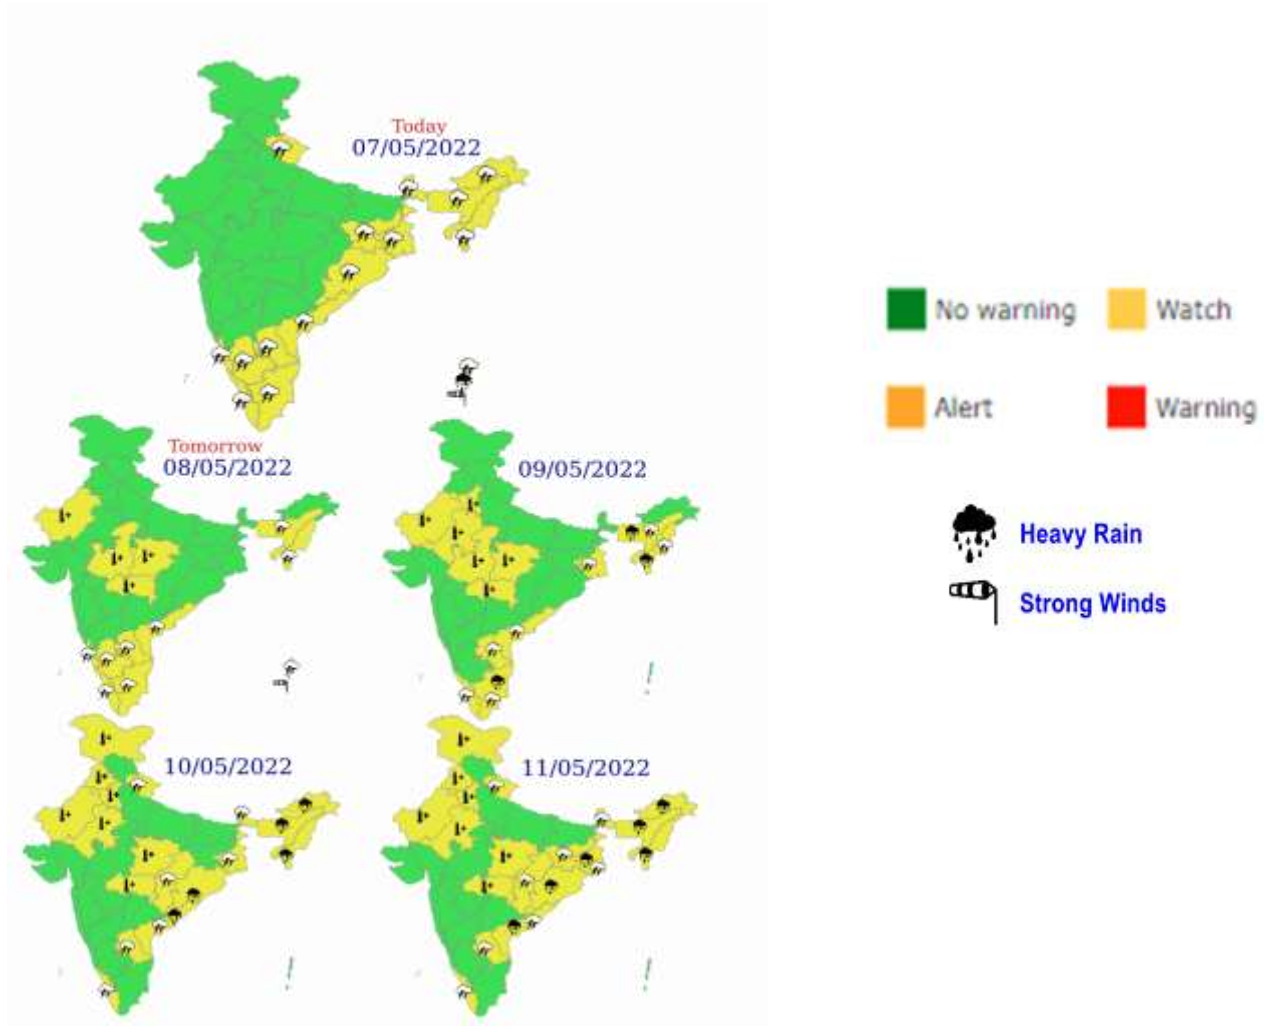 Today
07/05/2022
No warning
Watch
Alert
Warning
Tomorrow
08/05/2022
09/05/2022
Heavy Rain
Strong Winds
10/05/2022
11/05/2022